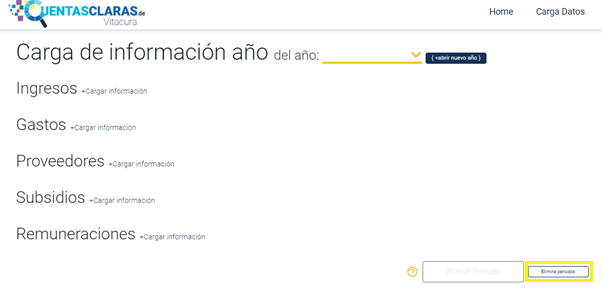 CUENTASCLARAS.de
Vitacura
Home Carga Datos
Carga de información año del año: ( +abrir nuevo año )
Ingresos +Cargar información
Gastos +Cargar información
Proveedores +Cargar información
Subsidios +Cargar información
Remuneraciones +Cargar información
Activar Periodo Elimina periodos